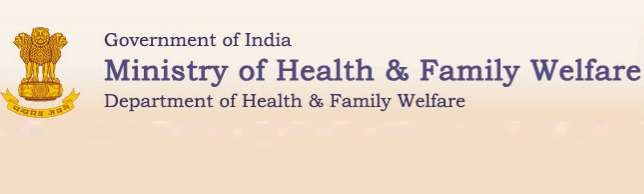 Government of India
Ministry of Health & Family Welfare
Department of Health & Family Welfare